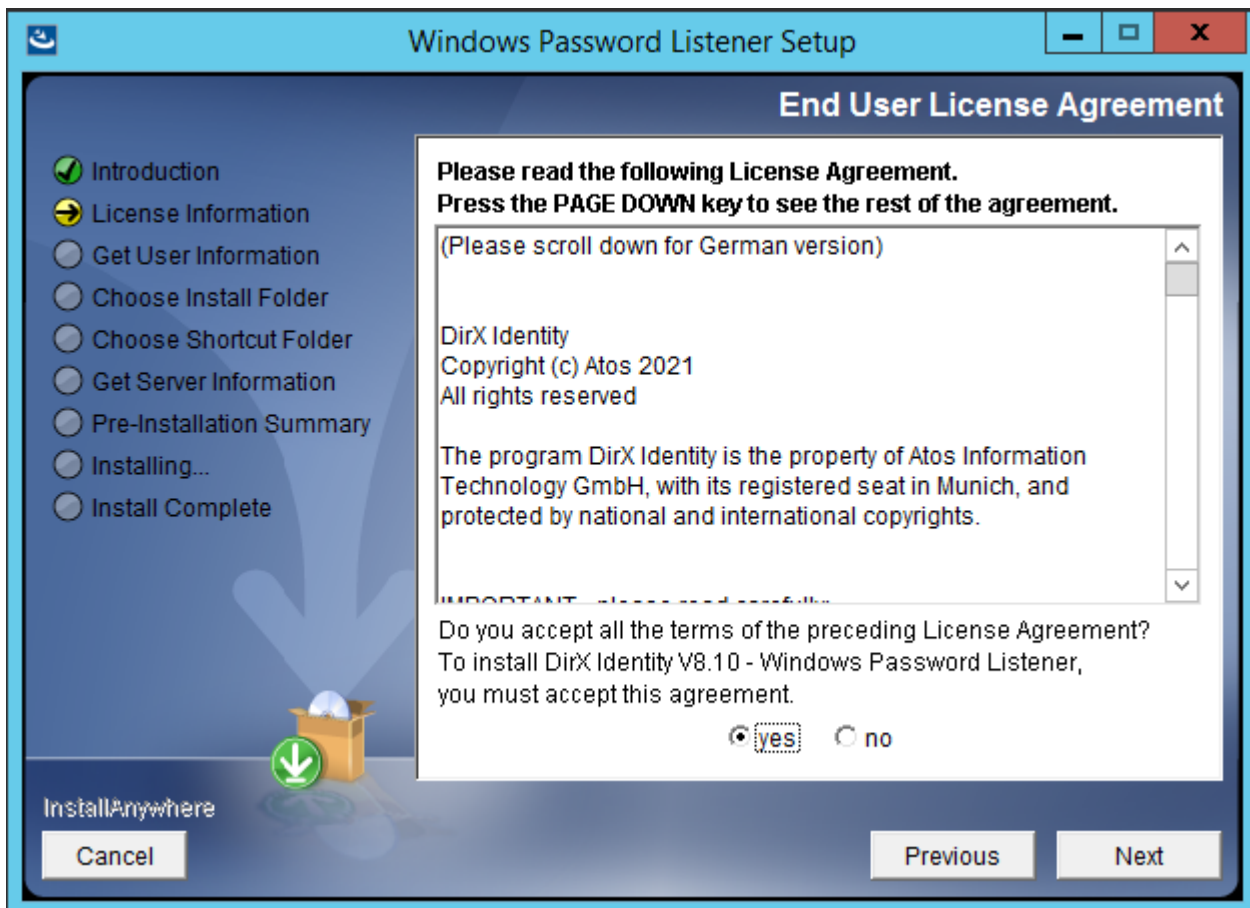 Windows Password Listener Setup
End User License Agreement
Introduction
License Information
Get User Information
Choose Install Folder
Choose Shortcut Folder
Get Server Information
Pre-Installation Summary
Installing...
Install Complete
Please read the following License Agreement.
Press the PAGE DOWN key to see the rest of the agreement.
(Please scroll down for German version)
DirX Identity
Copyright (c) Atos 2021
All rights reserved
The program DirX Identity is the property of Atos Information
Technology GmbH, with its registered seat in Munich, and
protected by national and international copyrights.
IMPORTANT - please read carefully:
Do you accept all the terms of the preceding License Agreement?
To install DirX Identity V8.10 - Windows Password Listener,
you must accept this agreement.
yes no
InstallAnywhere
Cancel Previous Next